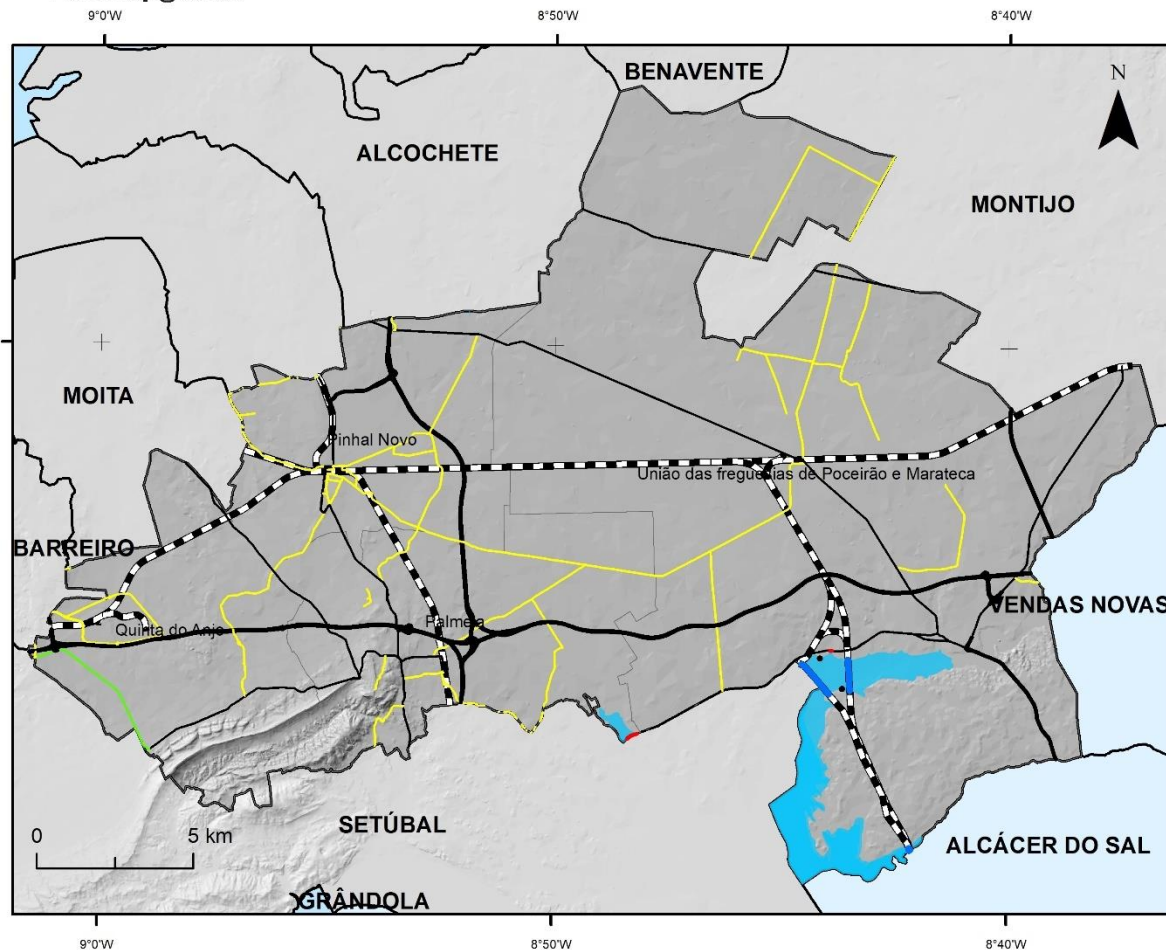 9°0'W
8°50'W
8°40'W
BENAVENTE
N
ALCOCHETE
MONTIJO
MOITA
Pinhal Novo
União das freguesias de Poceirão e Marateca
BARREIRO
VENDAS NOVAS
Quinta do Anjo
Palmela
0
5 km
SETÚBAL
ALCÁCER DO SAL
GRÂNDOLA
9°0'W
8°50'W
8°40'W